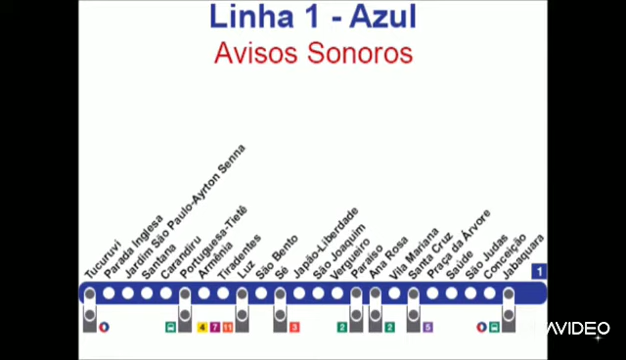 Linha 1 - Azul
Avisos Sonoros
Tucuruvi
Parada Inglesa
Jardim São Paulo-Ayrton Senna
Santana
Carandiru
Portuguesa-Tietê
Armênia
Tiradentes
Luz
São Bento
Sé
Japão-Liberdade
São Joaquim
Vergueiro
Paraíso
Ana Rosa
Vila Mariana
Santa Cruz
Praça da Árvore
Saúde
São Judas
Conceição
Jabaquara
1
4 7 11 3 2 2 5
AVIDEO